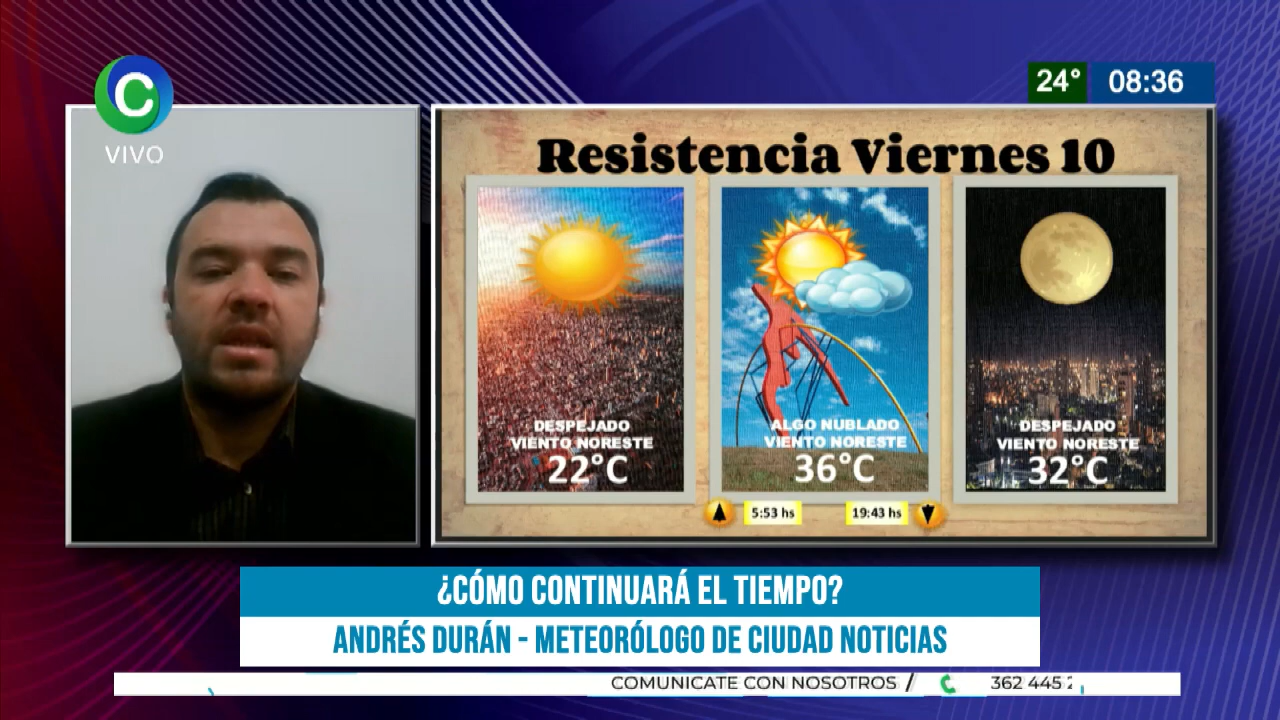 C
VIVO
24°
08:36
Resistencia Viernes 10
DESPEJADO
VIENTO NORESTE
22°C
ALGO NUBLADO
VIENTO NORESTE
36°C
DESPEJADO
VIENTO NORESTE
32°C
5:53 hs
19:43 hs
¿CÓMO CONTINUARÁ EL TIEMPO?
ANDRÉS DURÁN - METEORÓLOGO DE CIUDAD NOTICIAS
COMUNICATE CON NOSOTROS / 362 445